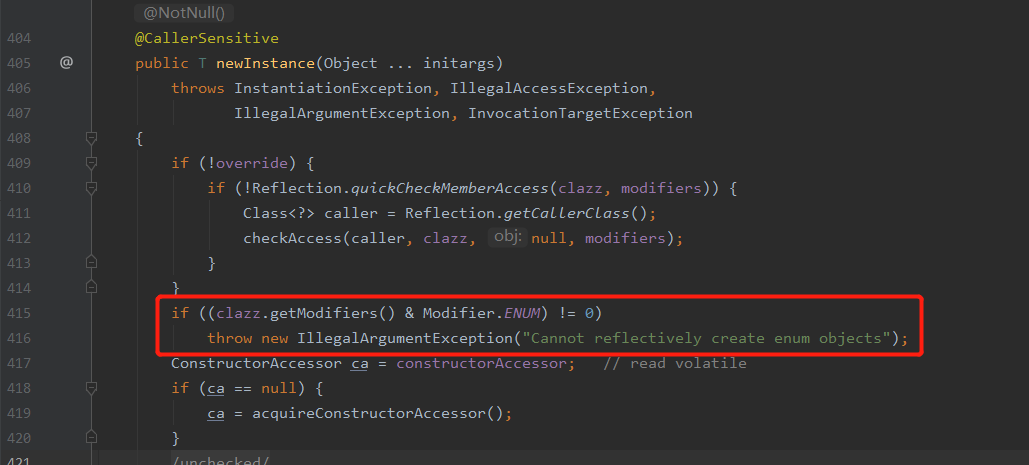 @NotNull()
404 @CallerSensitive
405 @ public T newInstance(Object ... initargs)
406 throws InstantiationException, IllegalAccessException,
407 IllegalArgumentException, InvocationTargetException
408 {
409 if (!override) {
410 if (!Reflection.quickCheckMemberAccess(clazz, modifiers)) {
411 Class<?> caller = Reflection.getCallerClass();
412 checkAccess(caller, clazz, obj: null, modifiers);
413 }
414 }
415 if ((clazz.getModifiers() & Modifier.ENUM) != 0)
416 throw new IllegalArgumentException("Cannot reflectively create enum objects");
417 ConstructorAccessor ca = constructorAccessor; // read volatile
418 if (ca == null) {
419 ca = acquireConstructorAccessor();
420 }
421 /unchecked/